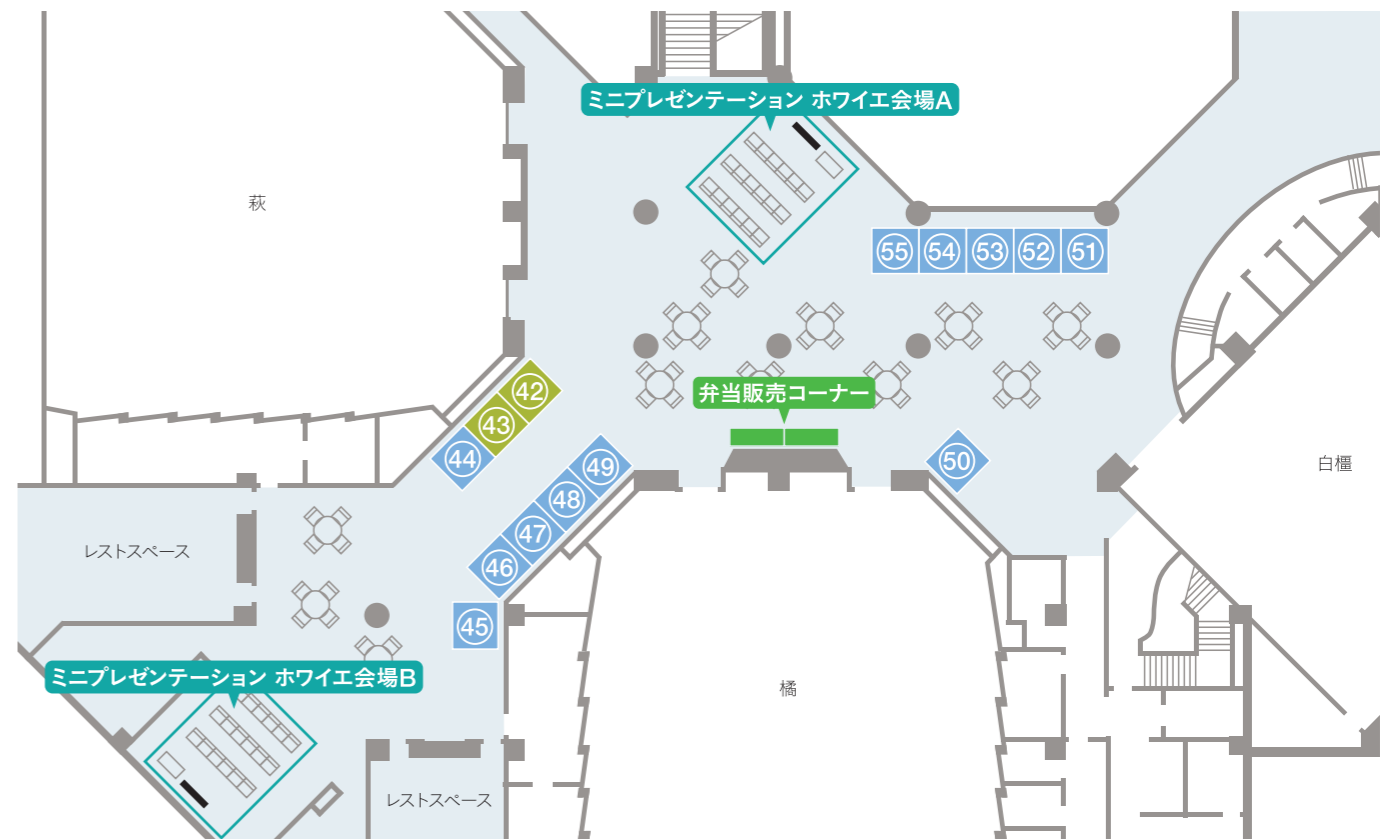 ミニプレゼンテーション ホワイエ会場A
萩
55 54 53 52 51
弁当販売コーナー
42
43
44
49
48
47
46
45
50
白橿
レストスペース
ミニプレゼンテーション ホワイエ会場B
橘
レストスペース